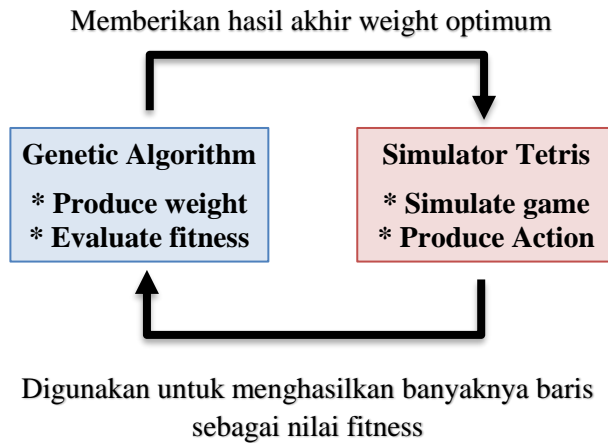 Memberikan hasil akhir weight optimum
Genetic Algorithm
* Produce weight
* Evaluate fitness
Simulator Tetris
* Simulate game
* Produce Action
Digunakan untuk menghasilkan banyaknya baris
sebagai nilai fitness